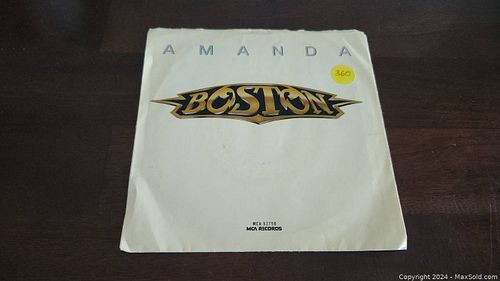 AMANDA
360
BOSTON
MCA 52756
MCA RECORDS
Copyright © 2024 - MaxSold.com